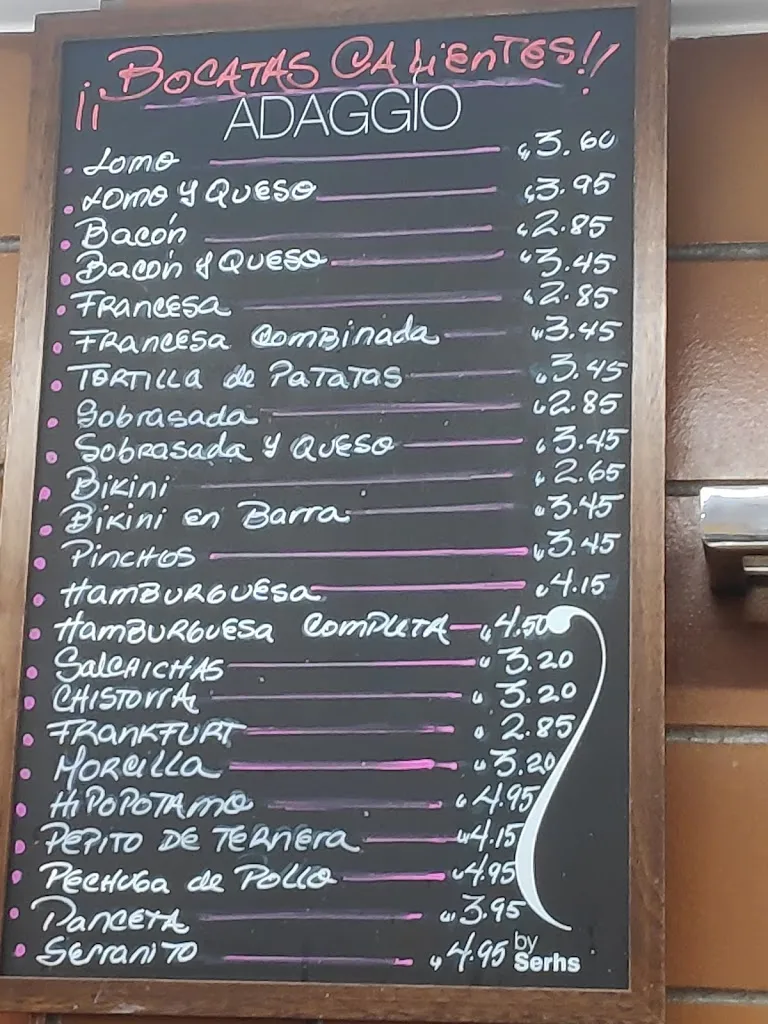 ¡¡BOCATAS CALIENTES!!
ADAGGIO
· Lomo 3.60
· Lomo y Queso 3.95
· Bacón 2.85
· Bacón y Queso 3.45
· Francesa 2.85
· Francesa Combinada 3.45
· Tortilla de Patatas 3.45
· Sobrasada 2.85
· Sobrasada y Queso 3.45
· Bikini 2.65
· Bikini en Barra 3.45
· Pinchos 3.45
· Hamburguesa 4.15
· Hamburguesa Completa 4.50
· Salchichas 3.20
· Chistorra 3.20
· Frankfurt 2.85
· Morcilla 3.20
· Hipopotamo 4.95
· Pepito de Ternera 4.15
· Pechuga de Pollo 4.95
· Panceta 3.95
· Serranito 4.95
by
Serhs